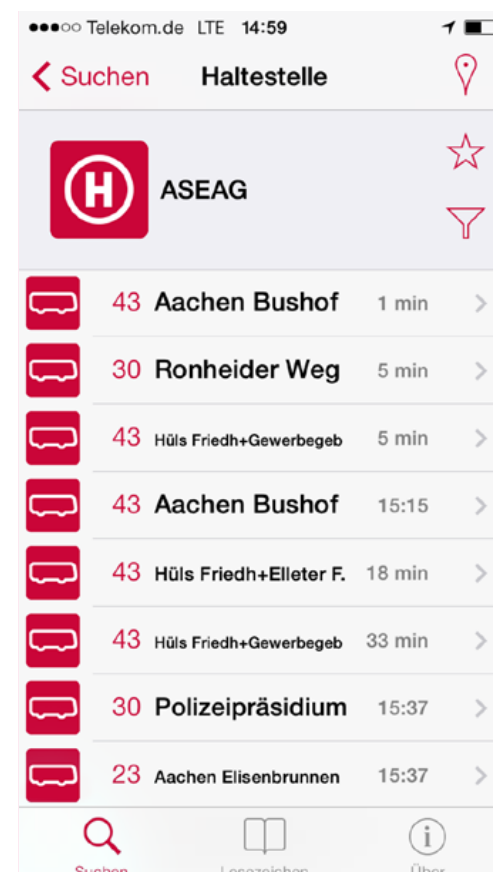 Telekom.de LTE 14:59
Suchen Haltestelle
H ASEAG
43 Aachen Bushof 1 min
30 Ronheider Weg 5 min
43 Hüls Friedh+Gewerbegeb 5 min
43 Aachen Bushof 15:15
43 Hüls Friedh+Elleter F. 18 min
43 Hüls Friedh+Gewerbegeb 33 min
30 Polizeipräsidium 15:37
23 Aachen Elisenbrunnen 15:37
Suchen Lesezeichen Über